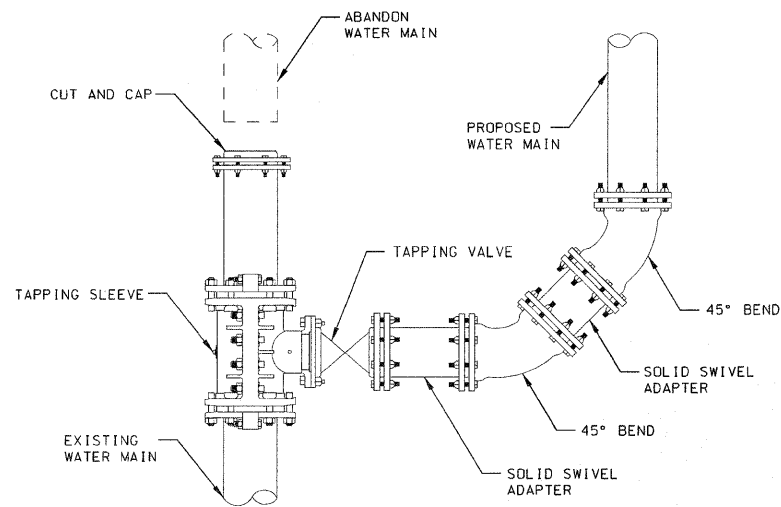 ABANDON
WATER MAIN
CUT AND CAP
PROPOSED
WATER MAIN
TAPPING VALVE
TAPPING SLEEVE
45° BEND
SOLID SWIVEL
ADAPTER
45° BEND
EXISTING
WATER MAIN
SOLID SWIVEL
ADAPTER